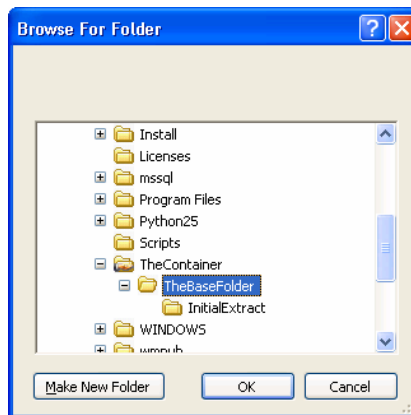 Browse For Folder
Install
Licenses
mssql
Program Files
Python25
Scripts
TheContainer
TheBaseFolder
InitialExtract
WINDOWS
wmpub
Make New Folder
OK
Cancel